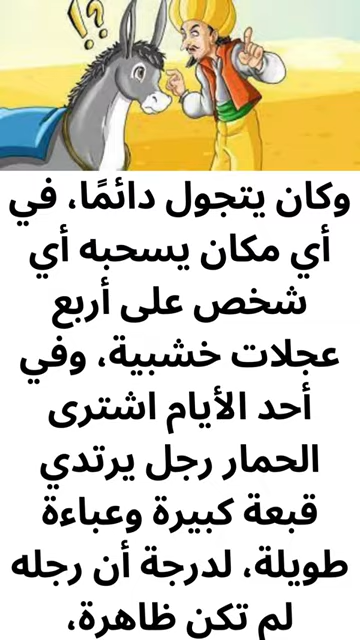 !?
وكان يتجول دائمًا، في
أي مكان يسحبه أي
شخص على أربع
عجلات خشبية، وفي
أحد الأيام اشترى
الحمار رجل يرتدي
قبعة كبيرة وعباءة
طويلة، لدرجة أن رجله
لم تكن ظاهرة،